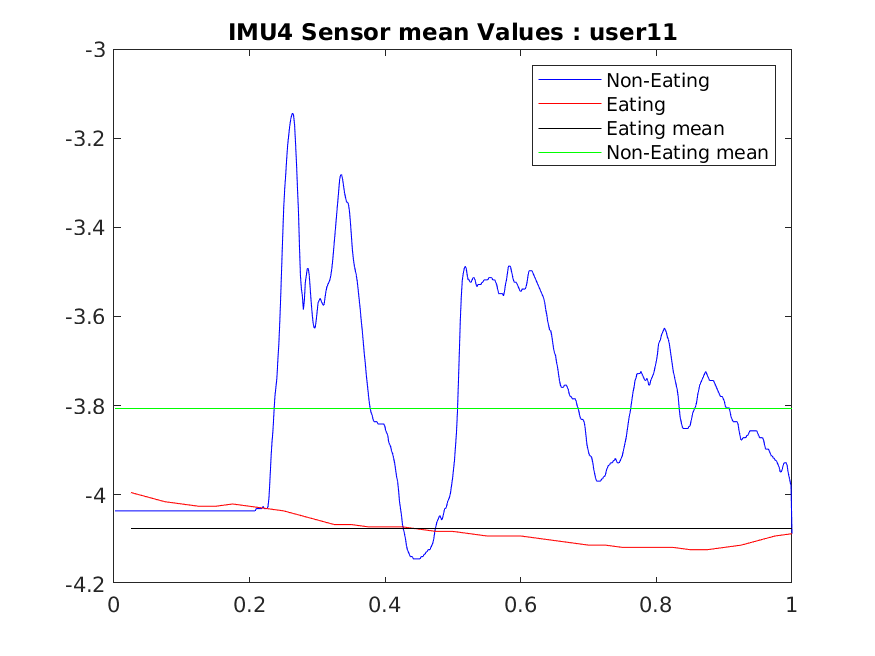 IMU4 Sensor mean Values : user11
-3
-3.2
-3.4
-3.6
-3.8
-4
-4.2
0
0.2
0.4
0.6
0.8
1
Non-Eating
Eating
Eating mean
Non-Eating mean